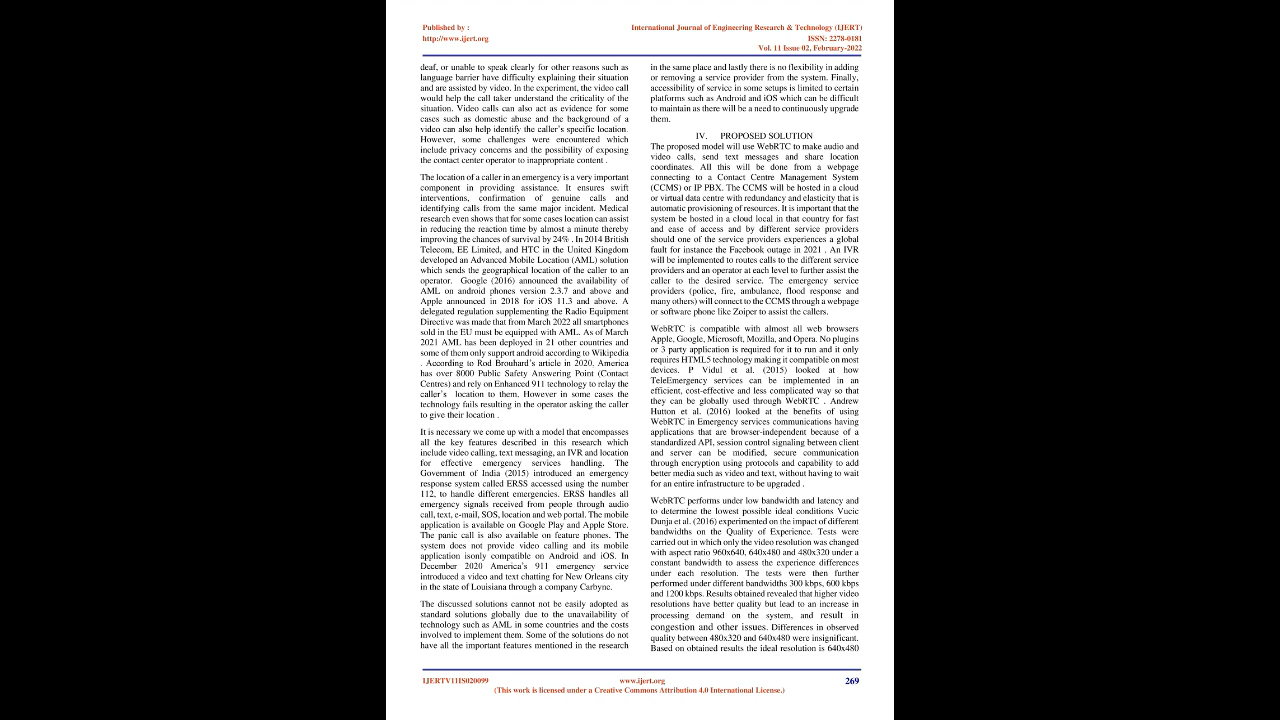 Published by :
http://www.ijert.org
International Journal of Engineering Research & Technology (IJERT)
ISSN: 2278-0181
Vol. 11 Issue 02, February-2022
deaf, or unable to speak clearly for other reasons such as
language barrier have difficulty explaining their situation
and are assisted by video. In the experiment, the video call
would help the call taker understand the criticality of the
situation. Video calls can also act as evidence for some
cases such as domestic abuse and the background of a
video can also help identify the caller's specific location.
However, some challenges were encountered which
include privacy concerns and the possibility of exposing
the contact center operator to inappropriate content .
The location of a caller in an emergency is a very important
component in providing assistance. It ensures swift
interventions, confirmation of genuine calls and
identifying calls from the same major incident. Medical
research even shows that for some cases location can assist
in reducing the reaction time by almost a minute thereby
improving the chances of survival by 24% . In 2014 British
Telecom, EE Limited, and HTC in the United Kingdom
developed an Advanced Mobile Location (AML) solution
which sends the geographical location of the caller to an
operator. Google (2016) announced the availability of
AML on android phones version 2.3.7 and above and
Apple announced in 2018 for iOS 11.3 and above. A
delegated regulation supplementing the Radio Equipment
Directive was made that from March 2022 all smartphones
sold in the EU must be equipped with AML. As of March
2021 AML has been deployed in 21 other countries and
some of them only support android according to Wikipedia
. According to Rod Brouhard's article in 2020. America
has over 8000 Public Safety Answering Point (Contact
Centres) and rely on Enhanced 911 technology to relay the
caller's location to them. However in some cases the
technology fails resulting in the operator asking the caller
to give their location .
It is necessary we come up with a model that encompasses
all the key features described in this research which
include video calling, text messaging, an IVR and location
for effective emergency services handling. The
Government of India (2015) introduced an emergency
response system called ERSS accessed using the number
112, to handle different emergencies. ERSS handles all
emergency signals received from people through audio
call, text, e-mail, SOS, location and web portal. The mobile
application is available on Google Play and Apple Store.
The panic call is also available on feature phones. The
system does not provide video calling and its mobile
application isonly compatible on Android and iOS. In
December 2020 America's 911 emergency service
introduced a video and text chatting for New Orleans city
in the state of Louisiana through a company Carbyne.
The discussed solutions cannot not be easily adopted as
standard solutions globally due to the unavailability of
technology such as AML in some countries and the costs
involved to implement them. Some of the solutions do not
have all the important features mentioned in the research
in the same place and lastly there is no flexibility in adding
or removing a service provider from the system. Finally,
accessibility of service in some setups is limited to certain
platforms such as Android and iOS which can be difficult
to maintain as there will be a need to continuously upgrade
them.
IV. PROPOSED SOLUTION
The proposed model will use WebRTC to make audio and
video calls, send text messages and share location
coordinates. All this will be done from a webpage
connecting to a Contact Centre Management System
(CCMS) or IP PBX. The CCMS will be hosted in a cloud
or virtual data centre with redundancy and elasticity that is
automatic provisioning of resources. It is important that the
system be hosted in a cloud local in that country for fast
and ease of access and by different service providers
should one of the service providers experiences a global
fault for instance the Facebook outage in 2021 . An IVR
will be implemented to routes calls to the different service
providers and an operator at each level to further assist the
caller to the desired service. The emergency service
providers (police, fire, ambulance, flood response and
many others) will connect to the CCMS through a webpage
or software phone like Zoiper to assist the callers.
WebRTC is compatible with almost all web browsers
Apple, Google, Microsoft, Mozilla, and Opera. No plugins
or 3 party application is required for it to run and it only
requires HTML5 technology making it compatible on most
devices. P Vidul et al. (2015) looked at how
TeleEmergency services can be implemented in an
efficient, cost-effective and less complicated way so that
they can be globally used through WebRTC . Andrew
Hutton et al. (2016) looked at the benefits of using
WebRTC in Emergency services communications having
applications that are browser-independent because of a
standardized API, session control signaling between client
and server can be modified, secure communication
through encryption using protocols and capability to add
better media such as video and text, without having to wait
for an entire infrastructure to be upgraded .
WebRTC performs under low bandwidth and latency and
to determine the lowest possible ideal conditions Vucic
Dunja et al. (2016) experimented on the impact of different
bandwidths on the Quality of Experience. Tests were
carried out in which only the video resolution was changed
with aspect ratio 960x640, 640x480 and 480x320 under a
constant bandwidth to assess the experience differences
under each resolution. The tests were then further
performed under different bandwidths 300 kbps, 600 kbps
and 1200 kbps. Results obtained revealed that higher video
resolutions have better quality but lead to an increase in
processing demand on the system, and result in
congestion and other issues. Differences in observed
quality between 480x320 and 640x480 were insignificant.
Based on obtained results the ideal resolution is 640x480
IJERTV11IS020099
www.ijert.org
269
(This work is licensed under a Creative Commons Attribution 4.0 International License.)